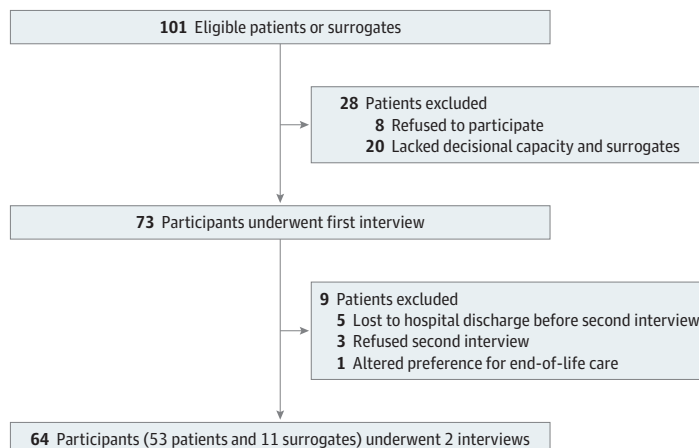 101 Eligible patients or surrogates
28 Patients excluded
8 Refused to participate
20 Lacked decisional capacity and surrogates
73 Participants underwent first interview
9 Patients excluded
5 Lost to hospital discharge before second interview
3 Refused second interview
1 Altered preference for end-of-life care
64 Participants (53 patients and 11 surrogates) underwent 2 interviews